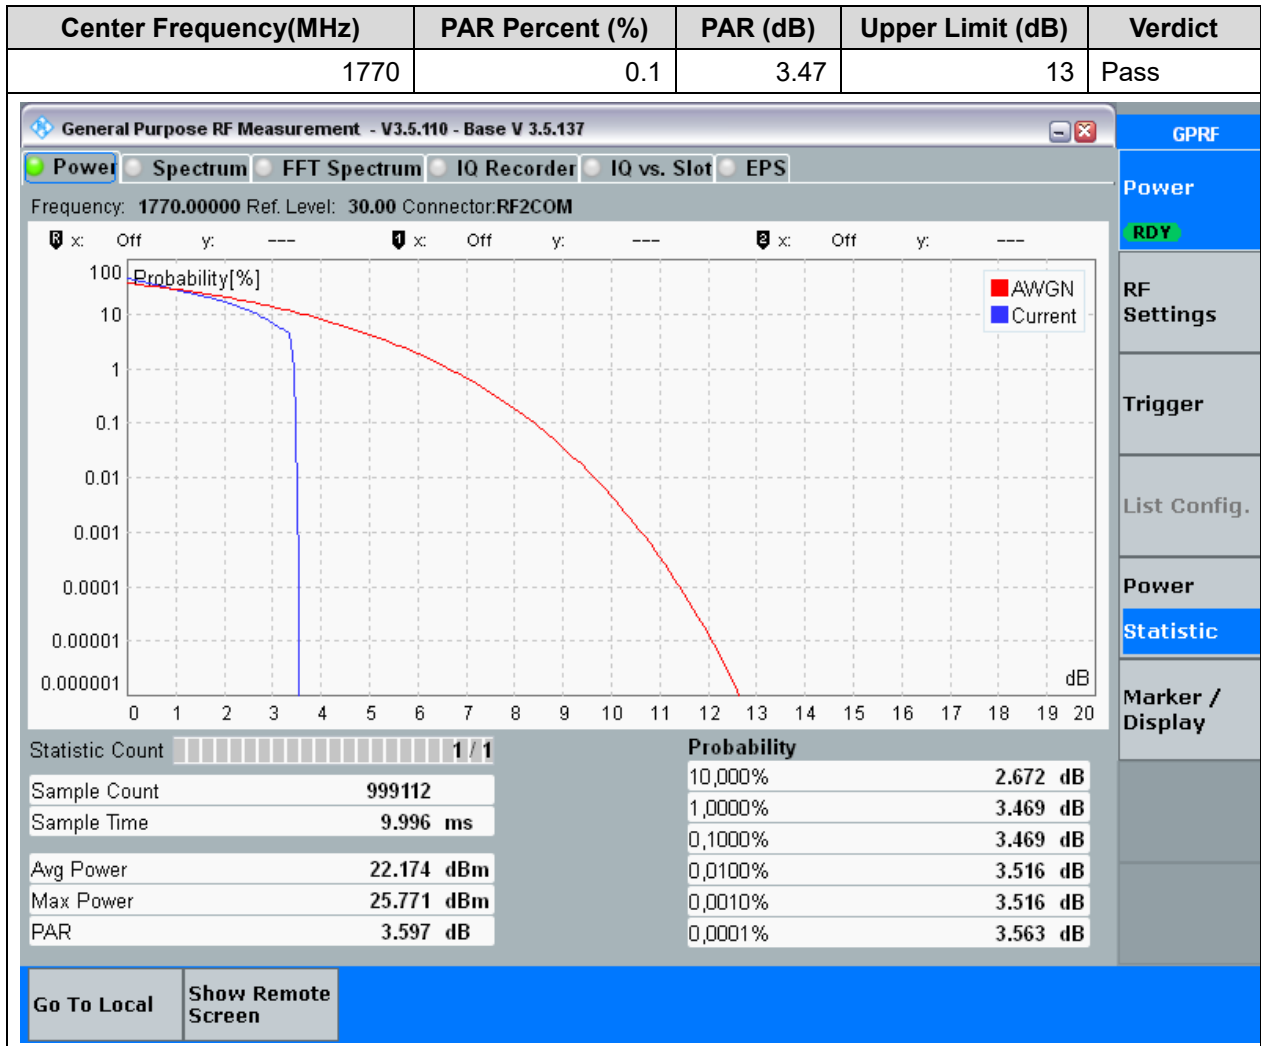 Center Frequency(MHz) PAR Percent (%) PAR (dB) Upper Limit (dB) Verdict
1770 0.1 3.47 13 Pass
General Purpose RF Measurement - V3.5.110 - Base V 3.5.137
GPRF
Power Spectrum FFT Spectrum IQ Recorder IQ vs. Slot EPS
Power
RDY
Frequency: 1770.00000 Ref. Level: 30.00 Connector:RF2COM
R x: Off y: --- 1 x: Off y: --- 2 x: Off y: ---
100 Probability[%]
AWGN
Current
10
1
0.1
0.01
0.001
0.0001
0.00001
0.000001
dB
0 1 2 3 4 5 6 7 8 9 10 11 12 13 14 15 16 17 18 19 20
RF
Settings
Trigger
List Config.
Power
Statistic
Marker /
Display
Statistic Count 1 / 1
Sample Count 999112
Sample Time 9.996 ms
Avg Power 22.174 dBm
Max Power 25.771 dBm
PAR 3.597 dB
Probability
10,000% 2.672 dB
1,0000% 3.469 dB
0,1000% 3.469 dB
0,0100% 3.516 dB
0,0010% 3.516 dB
0,0001% 3.563 dB
Go To Local
Show Remote
Screen